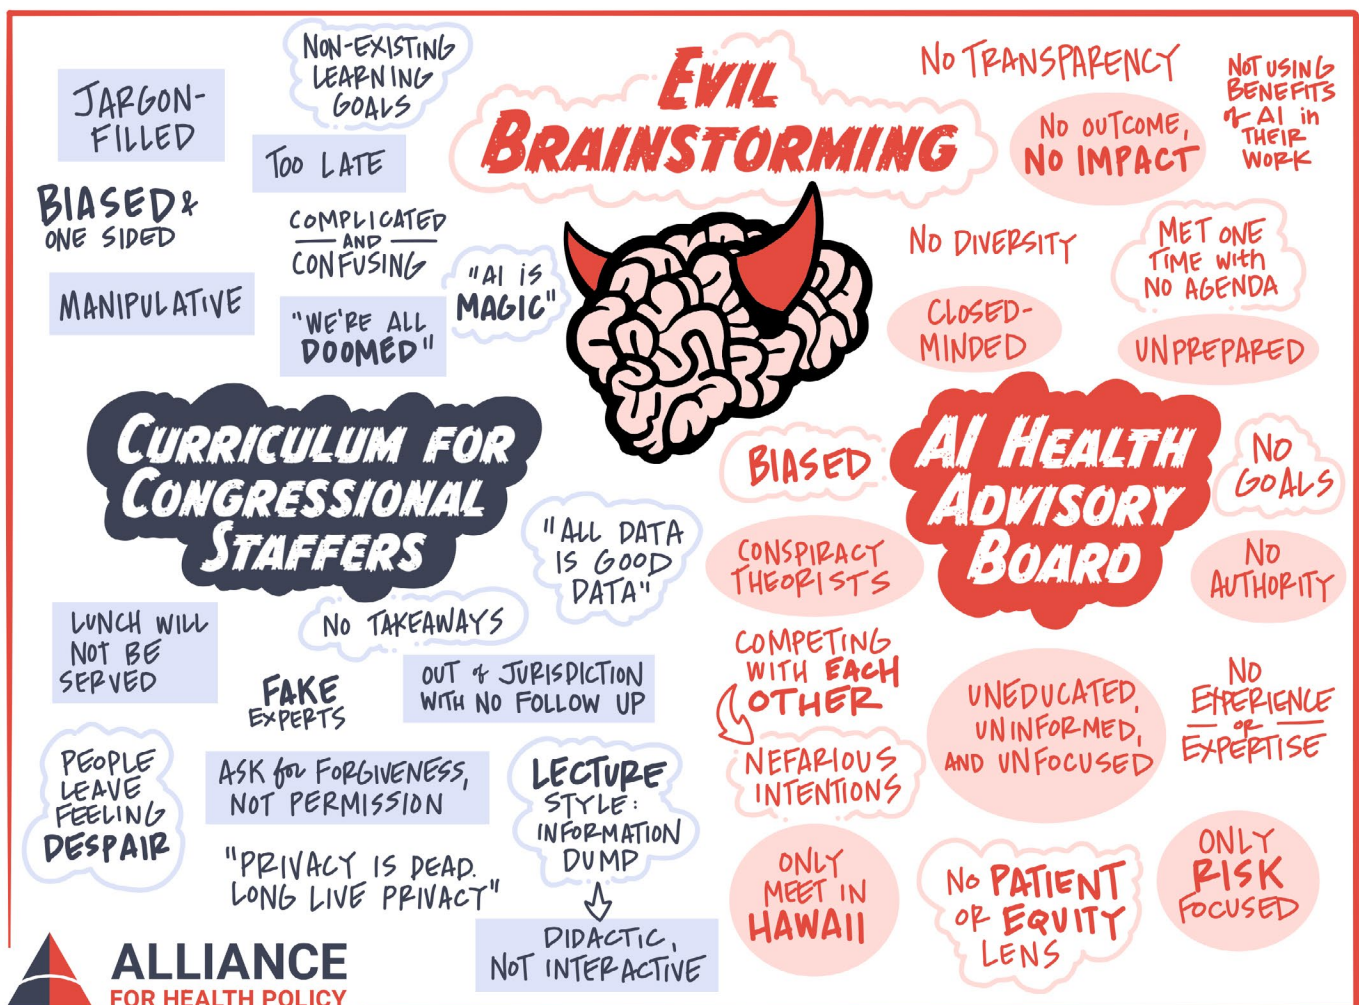 EVIL
BRAINSTORMING
JARGON-
FILLED
NON-EXISTING
LEARNING
GOALS
TOO LATE
BIASED &
ONE SIDED
COMPLICATED
AND
CONFUSING
MANIPULATIVE
"WE'RE ALL
DOOMED"
"AI is
MAGIC"
CURRICULUM FOR
CONGRESSIONAL
STAFFERS
"ALL DATA
IS GOOD
DATA"
LUNCH WILL
NOT BE
SERVED
NO TAKEAWAYS
FAKE
EXPERTS
OUT of JURISPICTION
WITH NO FOLLOW UP
PEOPLE
LEAVE
FEELING
DESPAIR
ASK for FORGIVENESS,
NOT PERMISSION
LECTURE
STYLE:
INFORMATION
DUMP
"PRIVACY IS DEAD.
LONG LIVE PRIVACY"
DIDACTIC,
NOT INTERACTIVE
NO TRANSPARENCY
NO OUTCOME,
NO IMPACT
NOT USING
BENEFITS
of AI in
THEIR
WORK
NO DIVERSITY
MET ONE
TIME with
NO AGENDA
CLOSED-
MINDED
UNPREPARED
AI HEALTH
ADVISORY
BOARD
BIASED
NO
GOALS
CONSPIRACY
THEORISTS
NO
AUTHORITY
COMPETING
WITH EACH
OTHER
NEFARIOUS
INTENTIONS
UNEDUCATED,
UNINFORMED,
AND UNFOCUSED
NO
EXPERIENCE
OR
EXPERTISE
ONLY
MEET IN
HAWAII
NO PATIENT
OR EQUITY
LENS
ONLY
RISK
FOCUSED
ALLIANCE
FOR HEALTH POLICY